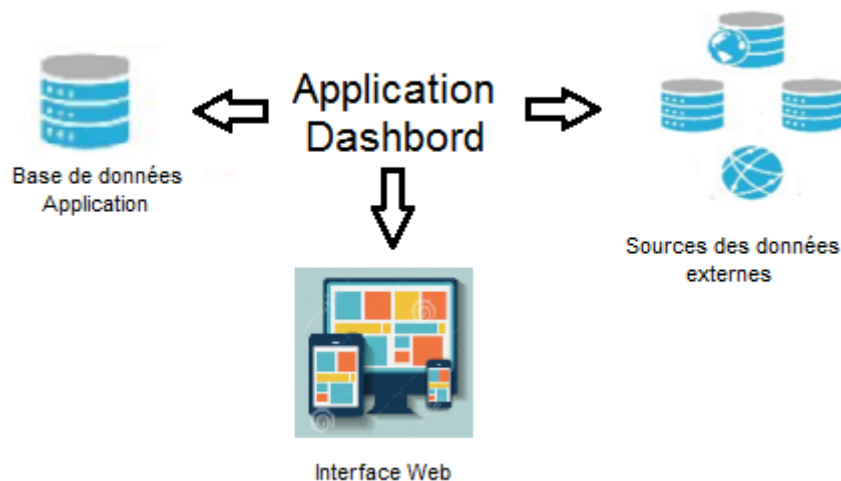 Application
Dashbord
Base de données
Application
Sources des données
externes
Interface Web